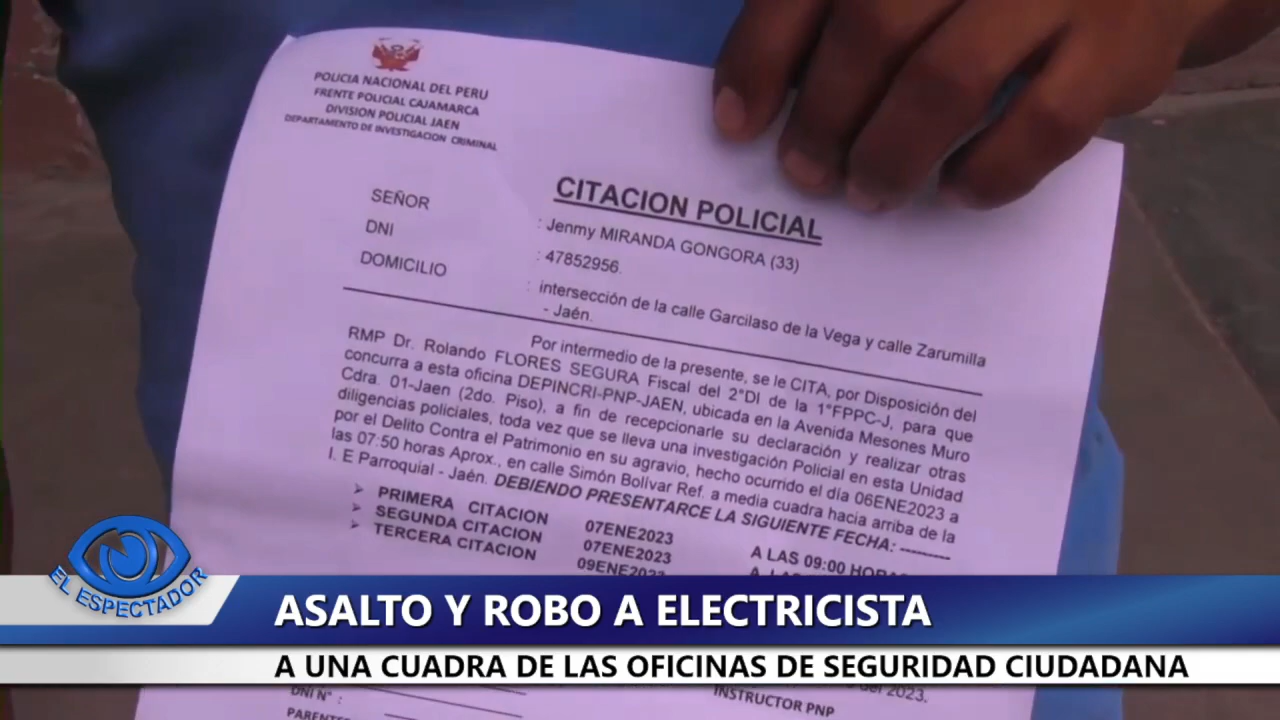 POLICIA NACIONAL DEL PERU
FRENTE POLICIAL CAJAMARCA
DIVISION POLICIAL JAEN
DEPARTAMENTO DE INVESTIGACION CRIMINAL
CITACION POLICIAL
SEÑOR : Jenmy MIRANDA GONGORA (33)
DNI : 47852956.
DOMICILIO : intersección de la calle Garcilaso de la Vega y calle Zarumilla
- Jaén.
Por intermedio de la presente, se le CITA, por Disposición del
RMP Dr. Rolando FLORES SEGURA Fiscal del 2°DI de la 1°FPPC-J, para que
concurra a esta oficina DEPINCRI-PNP-JAEN, ubicada en la Avenida Mesones Muro
Cdra. 01-Jaen (2do. Piso), a fin de recepcionarle su declaración y realizar otras
diligencias policiales, toda vez que se lleva una investigación Policial en esta Unidad
por el Delito Contra el Patrimonio en su agravio, hecho ocurrido el día 06ENE2023 a
las 07:50 horas Aprox., en calle Simón Bolívar Ref. a media cuadra hacia arriba de la
I. E Parroquial - Jaén. DEBIENDO PRESENTARCE LA SIGUIENTE FECHA: --------
➢ PRIMERA CITACION 07ENE2023 A LAS 09:00 HORAS
➢ SEGUNDA CITACION 07ENE2023 A LAS
➢ TERCERA CITACION 09ENE2023
EL ESPECTADOR
ASALTO Y ROBO A ELECTRICISTA
A UNA CUADRA DE LAS OFICINAS DE SEGURIDAD CIUDADANA
del 2023.
DNI N° :
INSTRUCTOR PNP